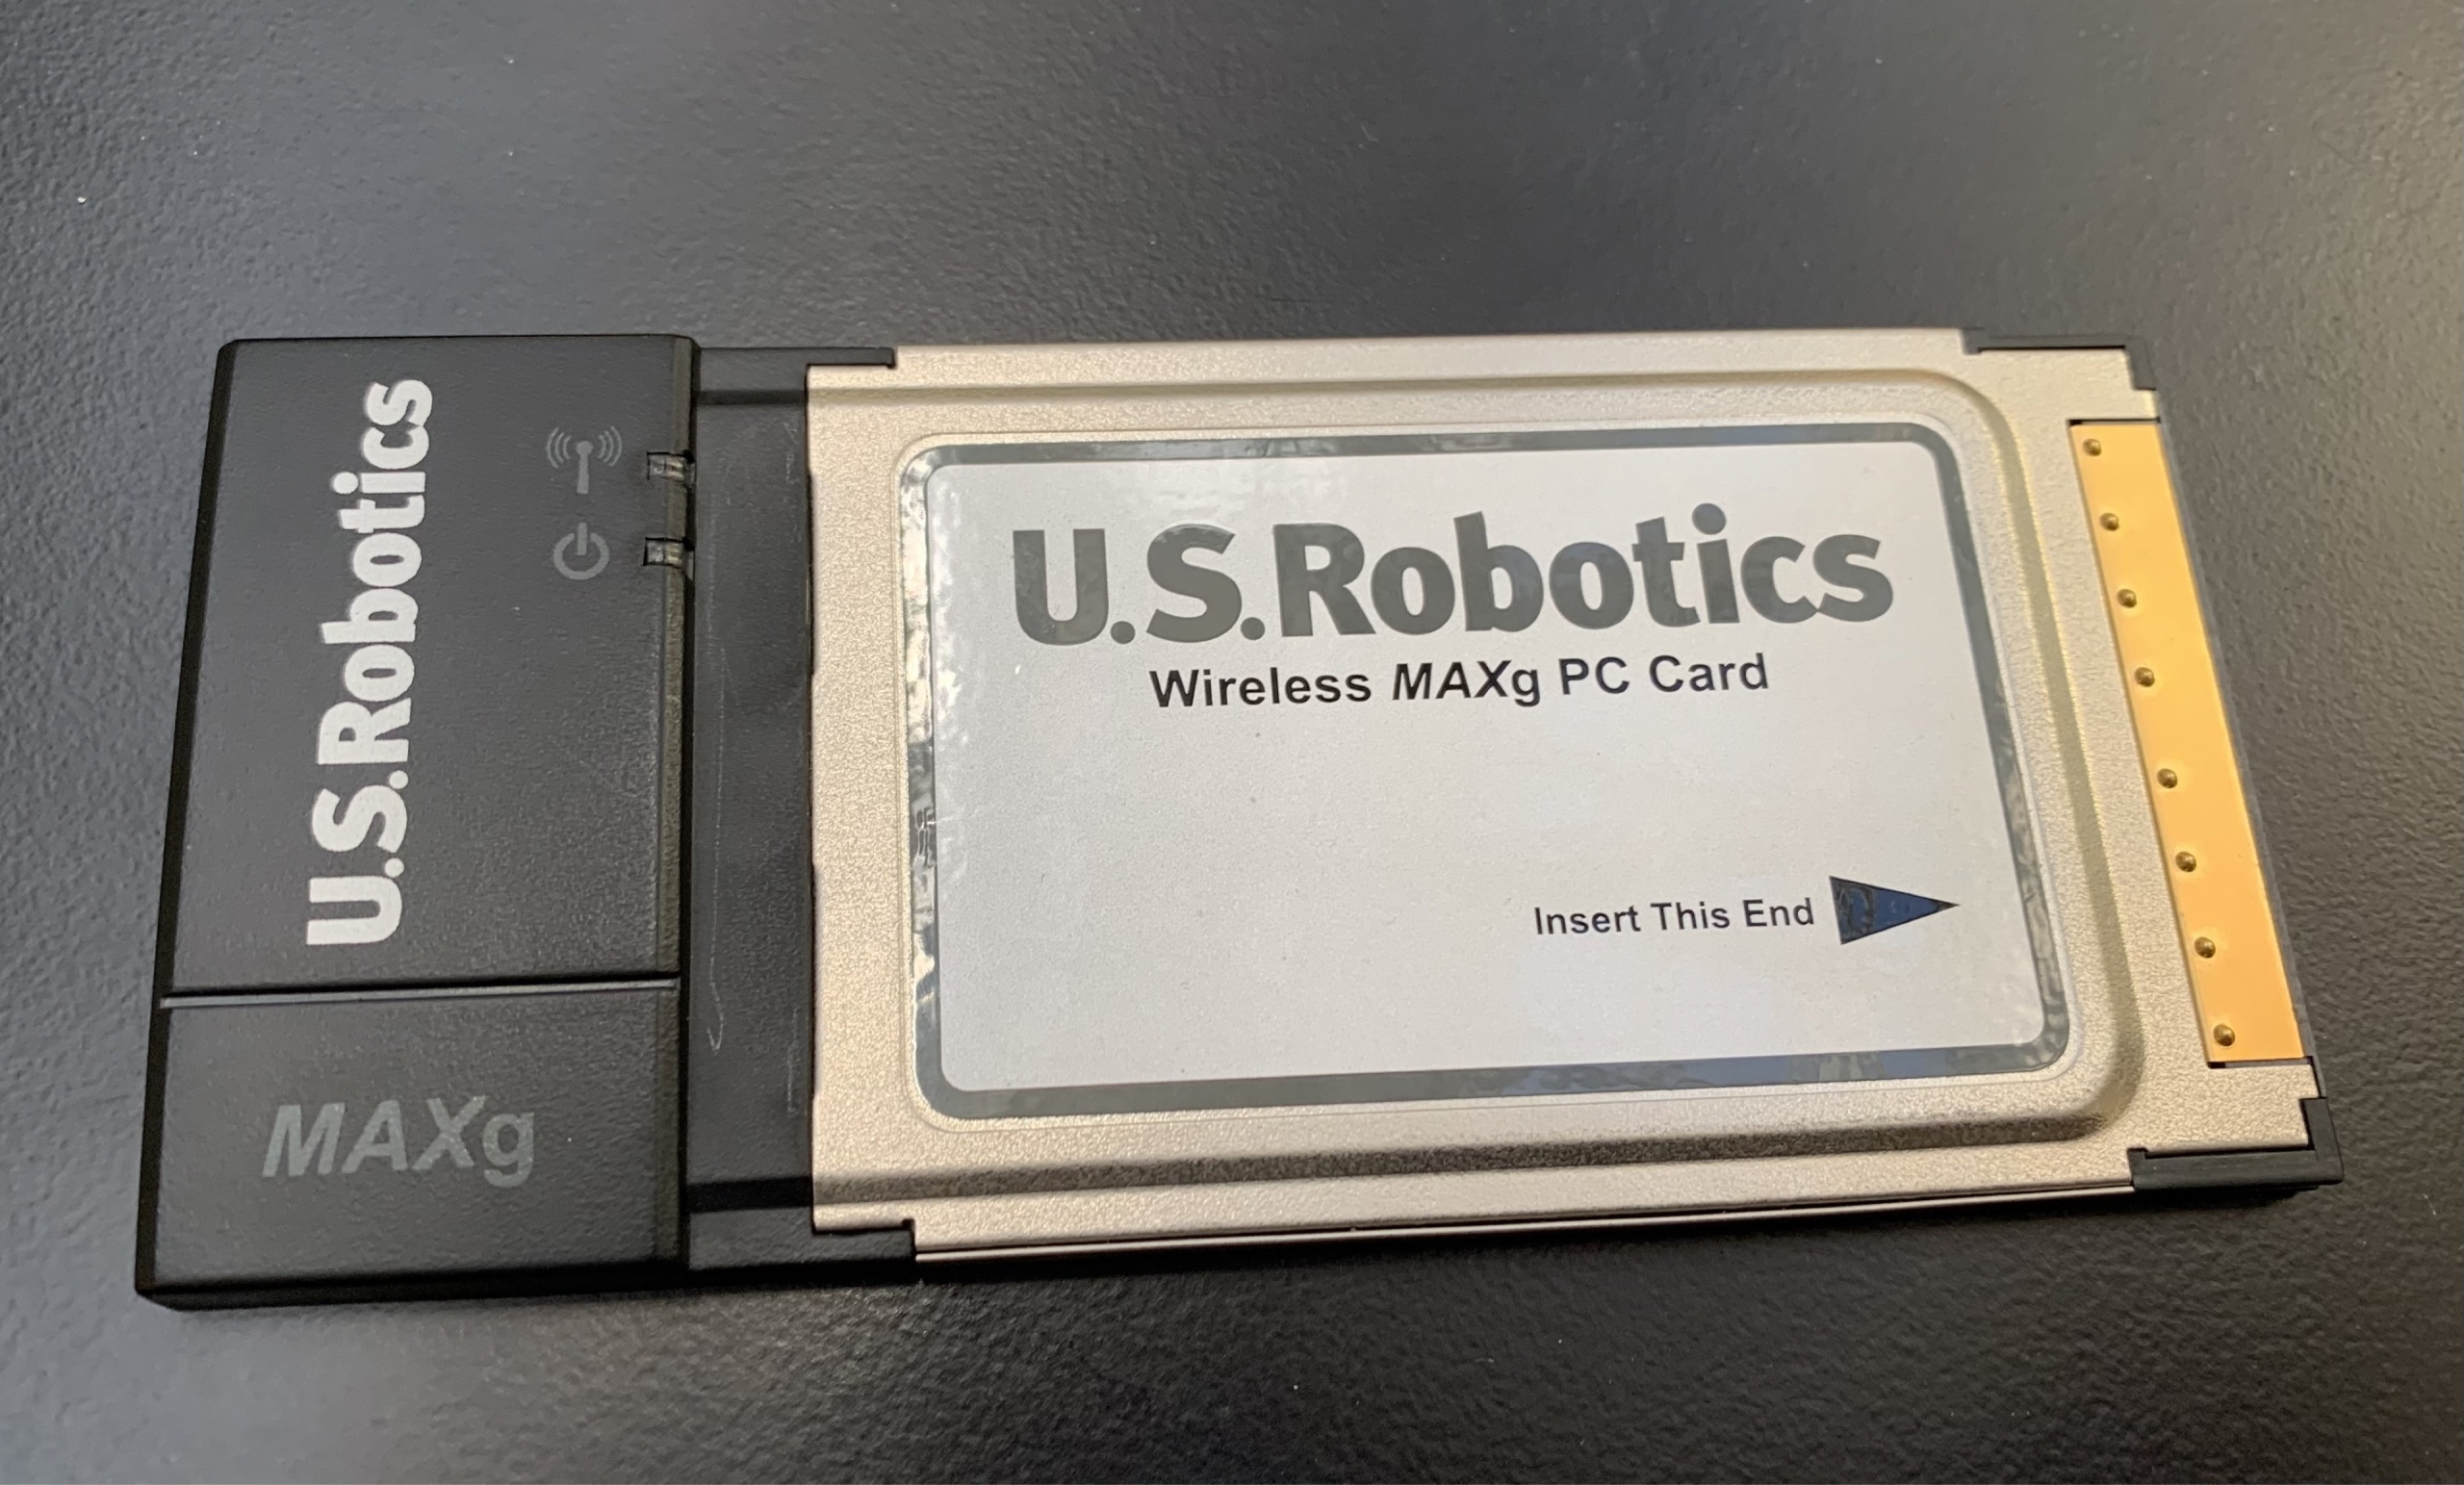 U.S.Robotics
MAXg
U.S.Robotics
Wireless MAXg PC Card
Insert This End